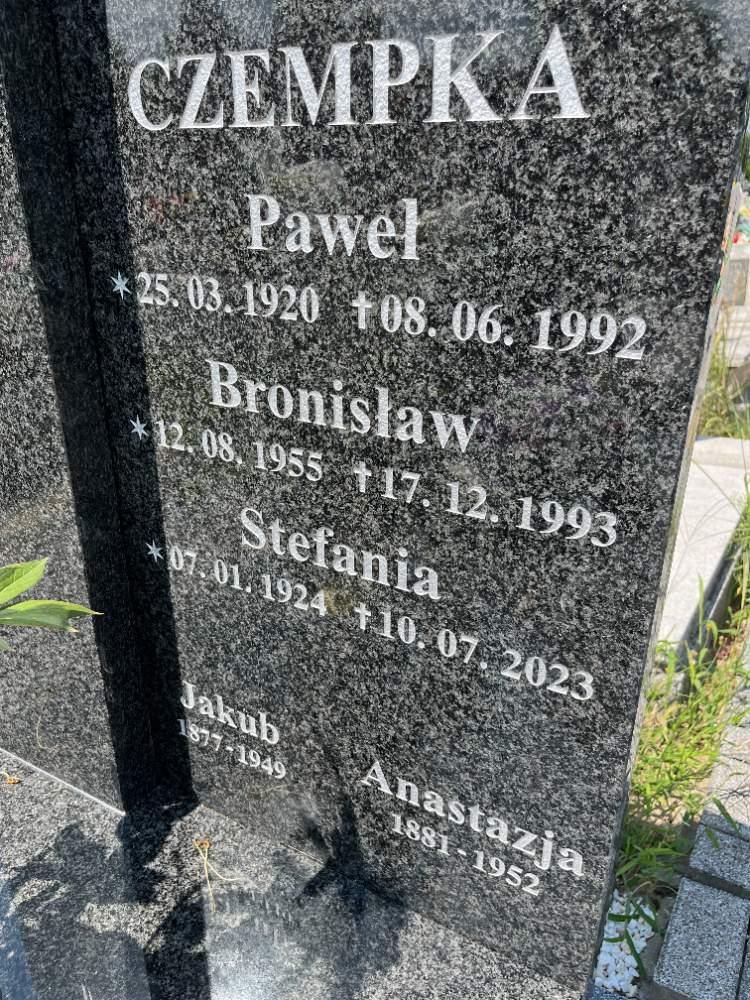 CZEMPKA
Paweł
*25.03.1920 †08.06.1992
Bronisław
*12.08.1955 †17.12.1993
Stefania
*07.01.1924 †10.07.2023
Jakub
1877-1949
Anastazja
1881-1952